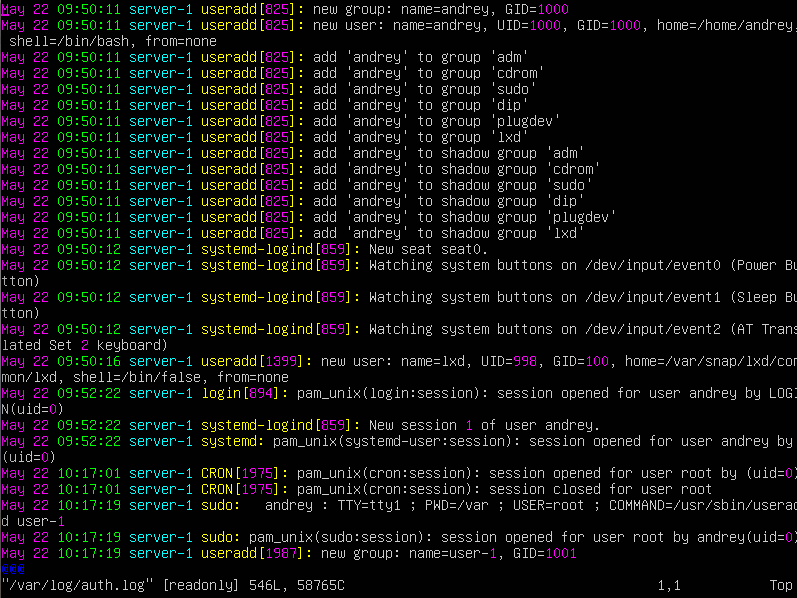 May 22 09:50:11 server-1 useradd[825]: new group: name=andrey, GID=1000
May 22 09:50:11 server-1 useradd[825]: new user: name=andrey, UID=1000, GID=1000, home=/home/andrey,
 shell=/bin/bash, from=none
May 22 09:50:11 server-1 useradd[825]: add 'andrey' to group 'adm'
May 22 09:50:11 server-1 useradd[825]: add 'andrey' to group 'cdrom'
May 22 09:50:11 server-1 useradd[825]: add 'andrey' to group 'sudo'
May 22 09:50:11 server-1 useradd[825]: add 'andrey' to group 'dip'
May 22 09:50:11 server-1 useradd[825]: add 'andrey' to group 'plugdev'
May 22 09:50:11 server-1 useradd[825]: add 'andrey' to group 'lxd'
May 22 09:50:11 server-1 useradd[825]: add 'andrey' to shadow group 'adm'
May 22 09:50:11 server-1 useradd[825]: add 'andrey' to shadow group 'cdrom'
May 22 09:50:11 server-1 useradd[825]: add 'andrey' to shadow group 'sudo'
May 22 09:50:11 server-1 useradd[825]: add 'andrey' to shadow group 'dip'
May 22 09:50:11 server-1 useradd[825]: add 'andrey' to shadow group 'plugdev'
May 22 09:50:11 server-1 useradd[825]: add 'andrey' to shadow group 'lxd'
May 22 09:50:12 server-1 systemd-logind[859]: New seat seat0.
May 22 09:50:12 server-1 systemd-logind[859]: Watching system buttons on /dev/input/event0 (Power Bu
tton)
May 22 09:50:12 server-1 systemd-logind[859]: Watching system buttons on /dev/input/event1 (Sleep Bu
tton)
May 22 09:50:12 server-1 systemd-logind[859]: Watching system buttons on /dev/input/event2 (AT Trans
lated Set 2 keyboard)
May 22 09:50:16 server-1 useradd[1399]: new user: name=lxd, UID=998, GID=100, home=/var/snap/lxd/com
mon/lxd, shell=/bin/false, from=none
May 22 09:52:22 server-1 login[894]: pam_unix(login:session): session opened for user andrey by LOGI
N(uid=0)
May 22 09:52:22 server-1 systemd-logind[859]: New session 1 of user andrey.
May 22 09:52:22 server-1 systemd: pam_unix(systemd-user:session): session opened for user andrey by
(uid=0)
May 22 10:17:01 server-1 CRON[1975]: pam_unix(cron:session): session opened for user root by (uid=0)
May 22 10:17:01 server-1 CRON[1975]: pam_unix(cron:session): session closed for user root
May 22 10:17:19 server-1 sudo:   andrey : TTY=tty1 ; PWD=/var ; USER=root ; COMMAND=/usr/sbin/userad
d user-1
May 22 10:17:19 server-1 sudo: pam_unix(sudo:session): session opened for user root by andrey(uid=0)
May 22 10:17:19 server-1 useradd[1987]: new group: name=user-1, GID=1001
@@@
"/var/log/auth.log" [readonly] 546L, 58765C 1,1 Top